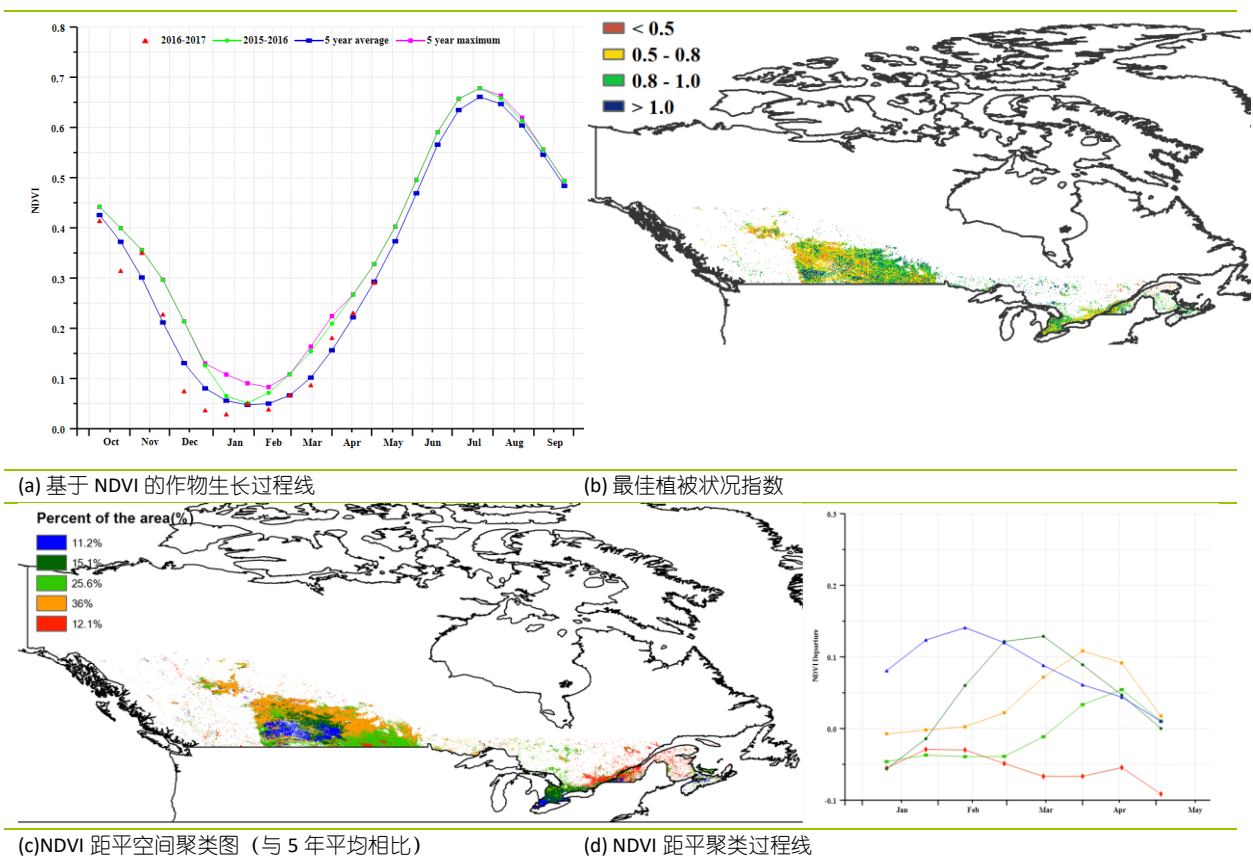 0.8
0.7
0.6
0.5
0.4
0.3
0.2
0.1
0.0
NDVI
2016-2017
2015-2016
5 year average
5 year maximum
Oct
Nov
Dec
Jan
Feb
Mar
Apr
May
Jun
Jul
Aug
Sep
< 0.5
0.5 - 0.8
0.8 - 1.0
> 1.0
(a) 基于 NDVI 的作物生长过程线
(b) 最佳植被状况指数
Percent of the area(%)
11.2%
15.1%
25.6%
36%
12.1%
0.3
0.2
0.1
0.0
-0.1
NDVI Departure
Jan
Feb
Mar
Apr
May
(c)NDVI 距平空间聚类图（与 5 年平均相比）
(d) NDVI 距平聚类过程线